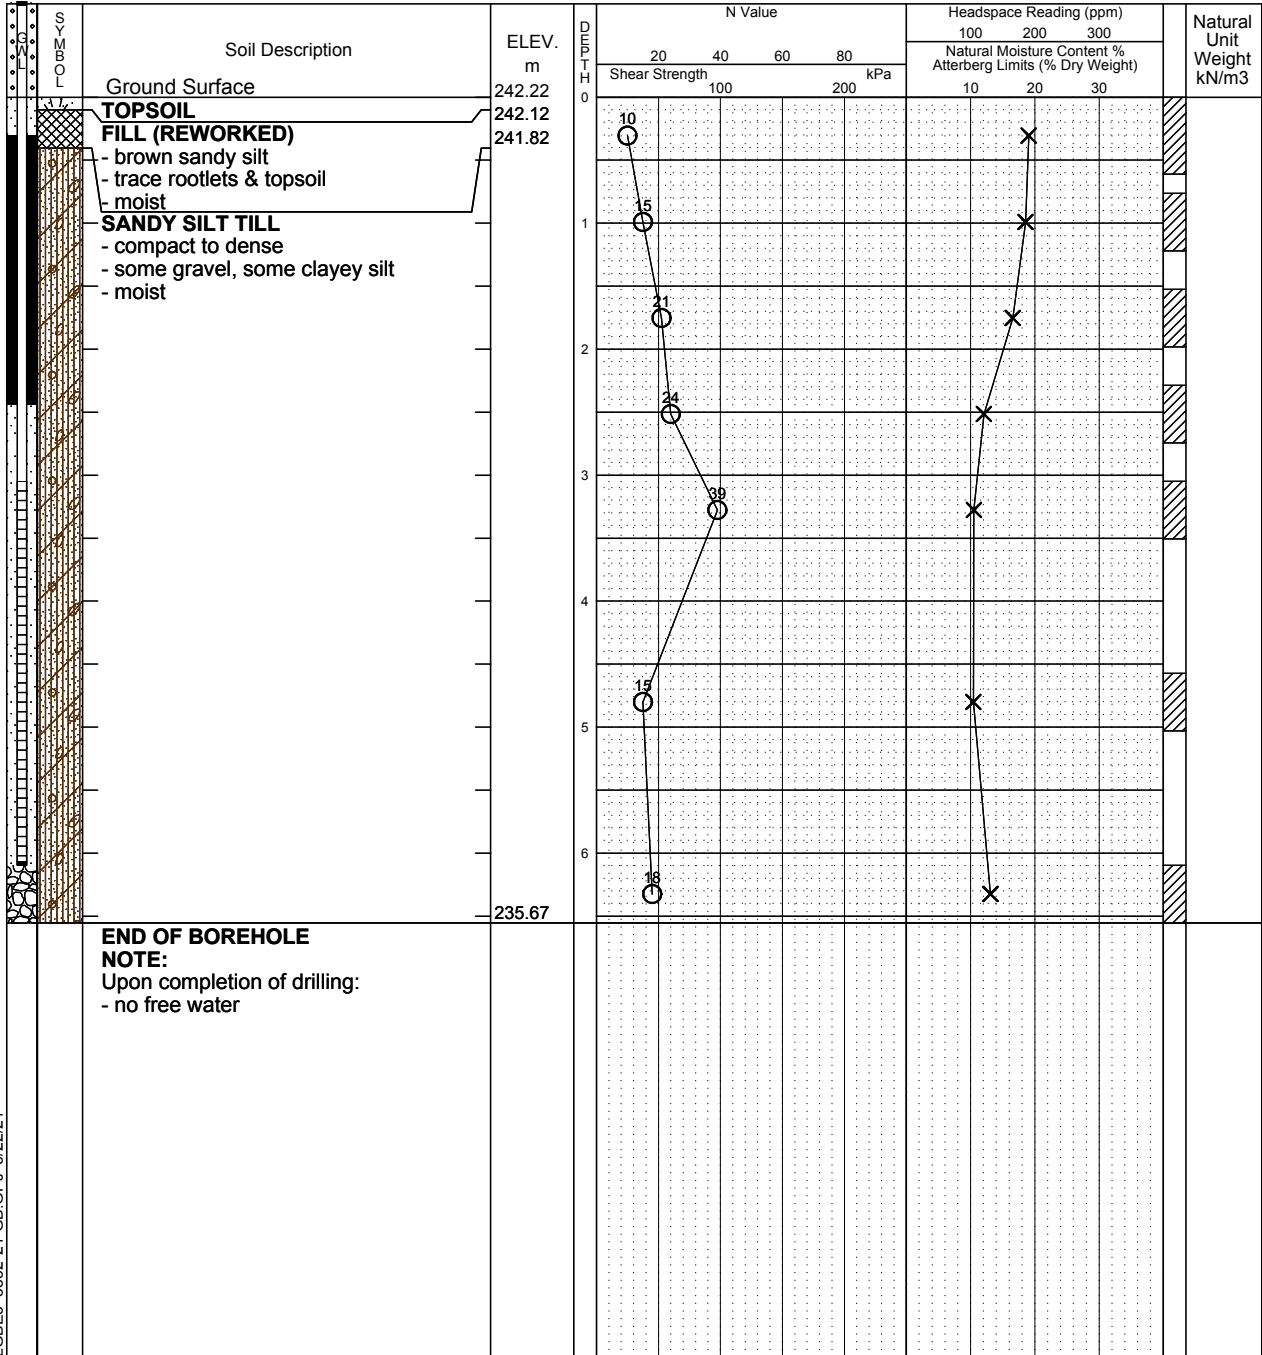 GWL
SYMBOL
Soil Description
Ground Surface
ELEV.
m
242.22
DEPTH
0
N Value
20 40 60 80
Shear Strength kPa
100 200
Headspace Reading (ppm)
100 200 300
Natural Moisture Content %
Atterberg Limits (% Dry Weight)
10 20 30
Natural
Unit
Weight
kN/m3
TOPSOIL 242.12
FILL (REWORKED) 241.82
- brown sandy silt
- trace rootlets & topsoil
- moist
SANDY SILT TILL
- compact to dense
- some gravel, some clayey silt
- moist
10
15
1
21
2
24
3
39
4
15
5
6
18
235.67
END OF BOREHOLE
NOTE:
Upon completion of drilling:
- no free water